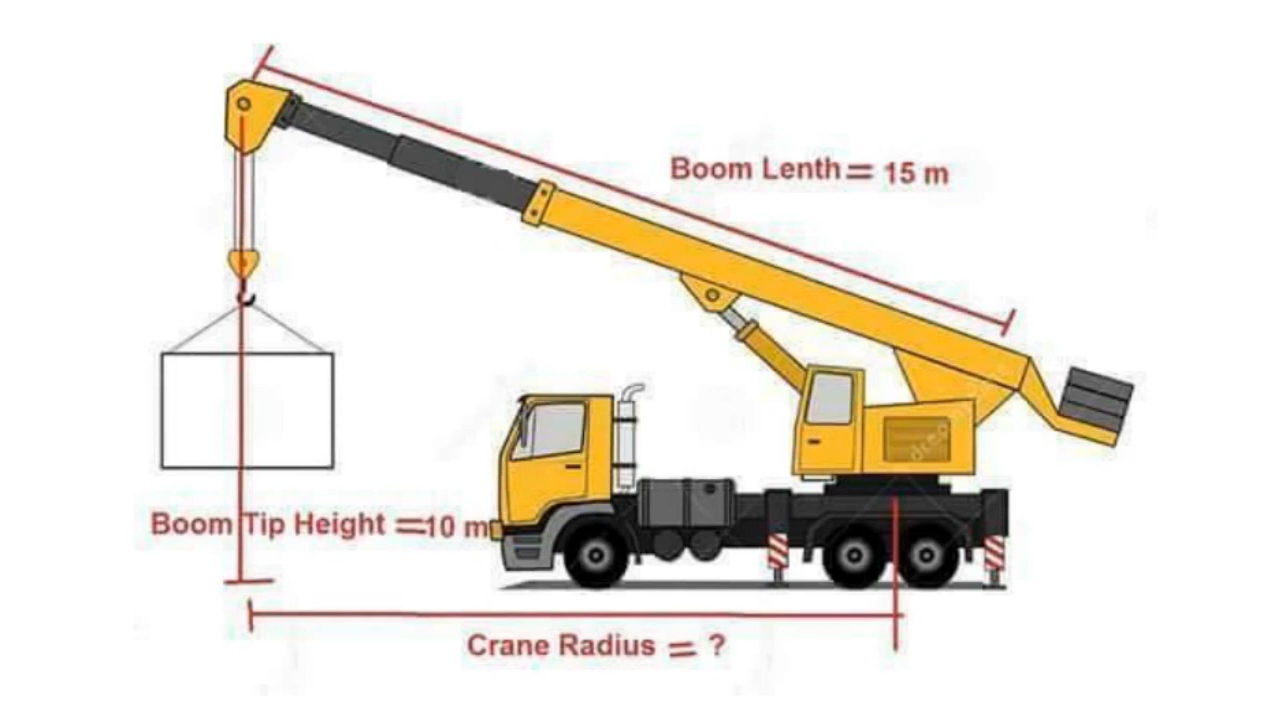 Boom Lenth = 15 m
Boom Tip Height =10 m
Crane Radius = ?